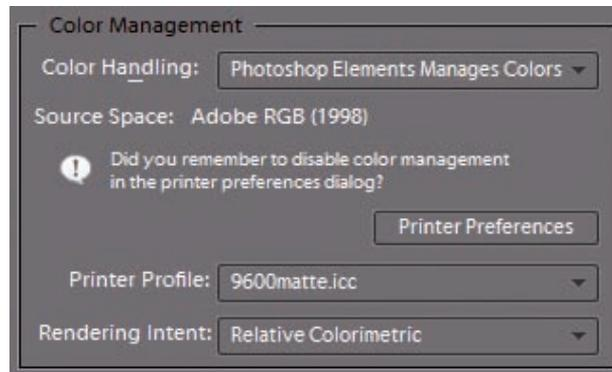 Color Management
Color Handling: Photoshop Elements Manages Colors
Source Space: Adobe RGB (1998)
Did you remember to disable color management
in the printer preferences dialog?
Printer Preferences
Printer Profile: 9600matte.icc
Rendering Intent: Relative Colorimetric